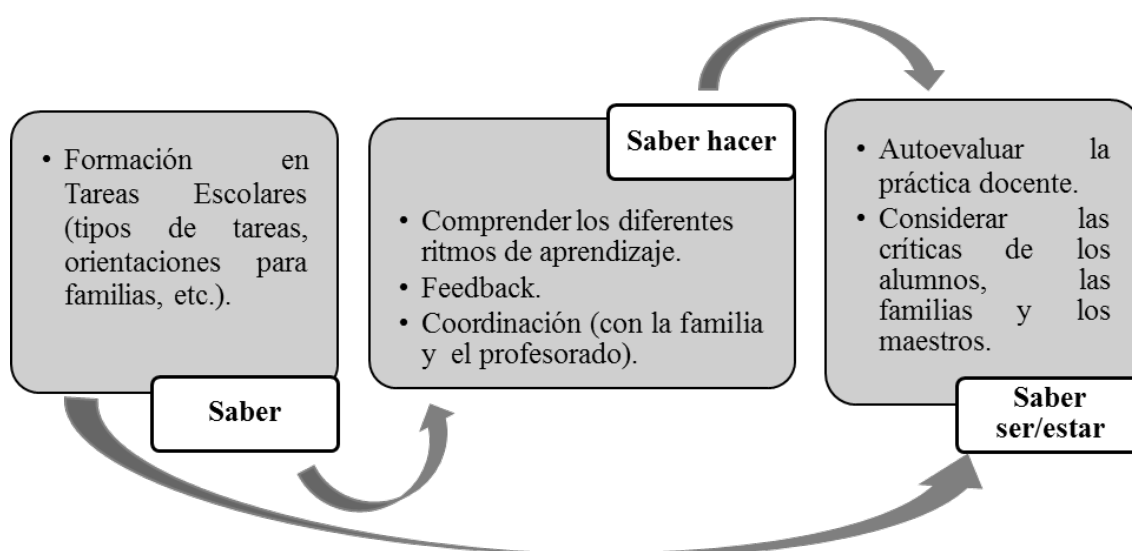 • Formación en
Tareas Escolares
(tipos de tareas,
orientaciones para
familias, etc.).
Saber
Saber hacer
• Comprender los diferentes
ritmos de aprendizaje.
• Feedback.
• Coordinación (con la familia
y el profesorado).
• Autoevaluar la
práctica docente.
• Considerar las
críticas de los
alumnos, las
familias y los
maestros.
Saber
ser/estar